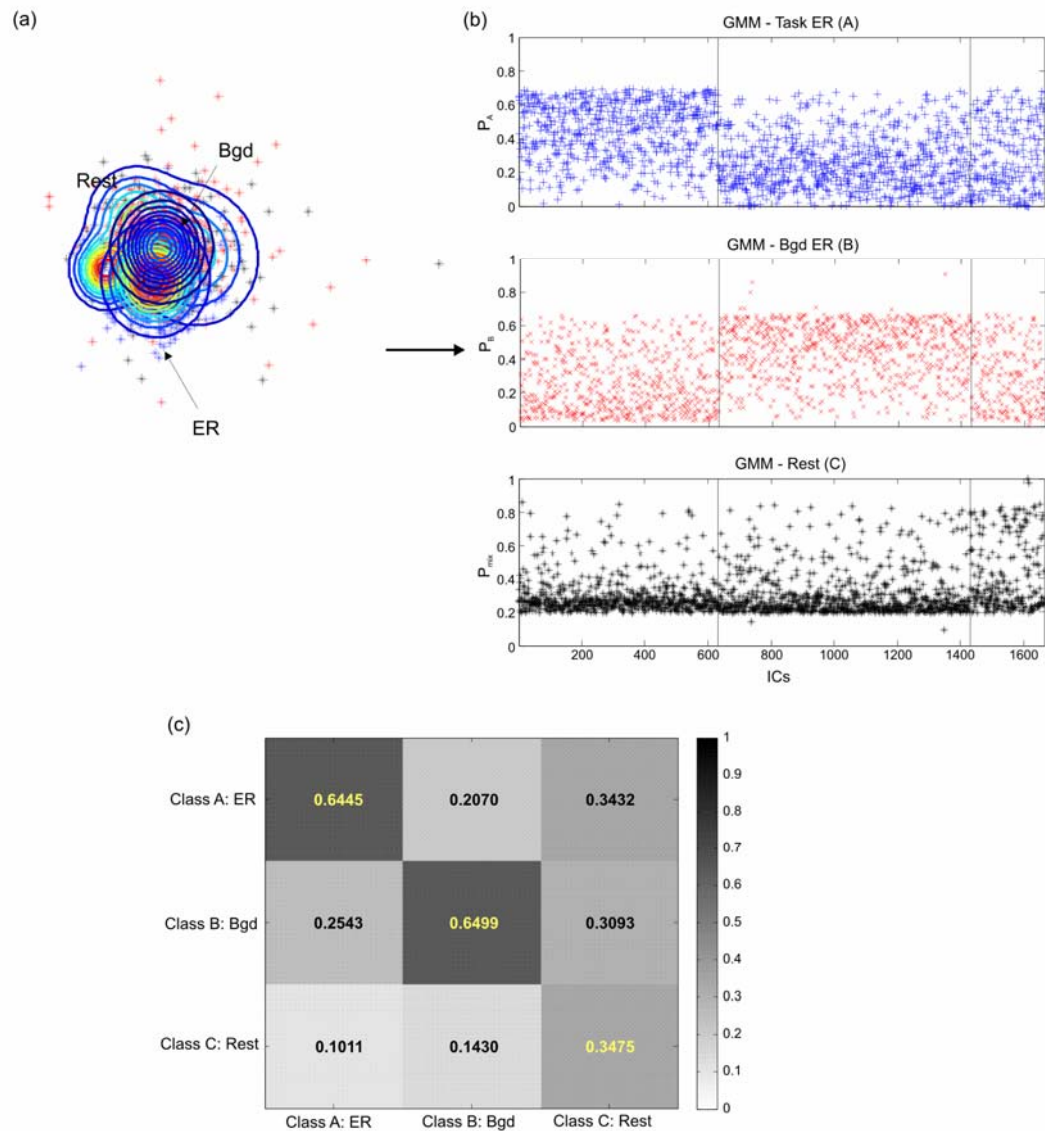 (a)
Bgd
Rest
ER
(b)
GMM - Task ER (A)
1
0.8
0.6
0.4
0.2
0
P_A
GMM - Bgd ER (B)
1
0.8
0.6
0.4
0.2
0
P_B
GMM - Rest (C)
1
0.8
0.6
0.4
0.2
0
P_mix
200 400 600 800 1000 1200 1400 1600
ICs
(c)
Class A: ER 0.6445 0.2070 0.3432
Class B: Bgd 0.2543 0.6499 0.3093
Class C: Rest 0.1011 0.1430 0.3475
Class A: ER Class B: Bgd Class C: Rest
1
0.9
0.8
0.7
0.6
0.5
0.4
0.3
0.2
0.1
0